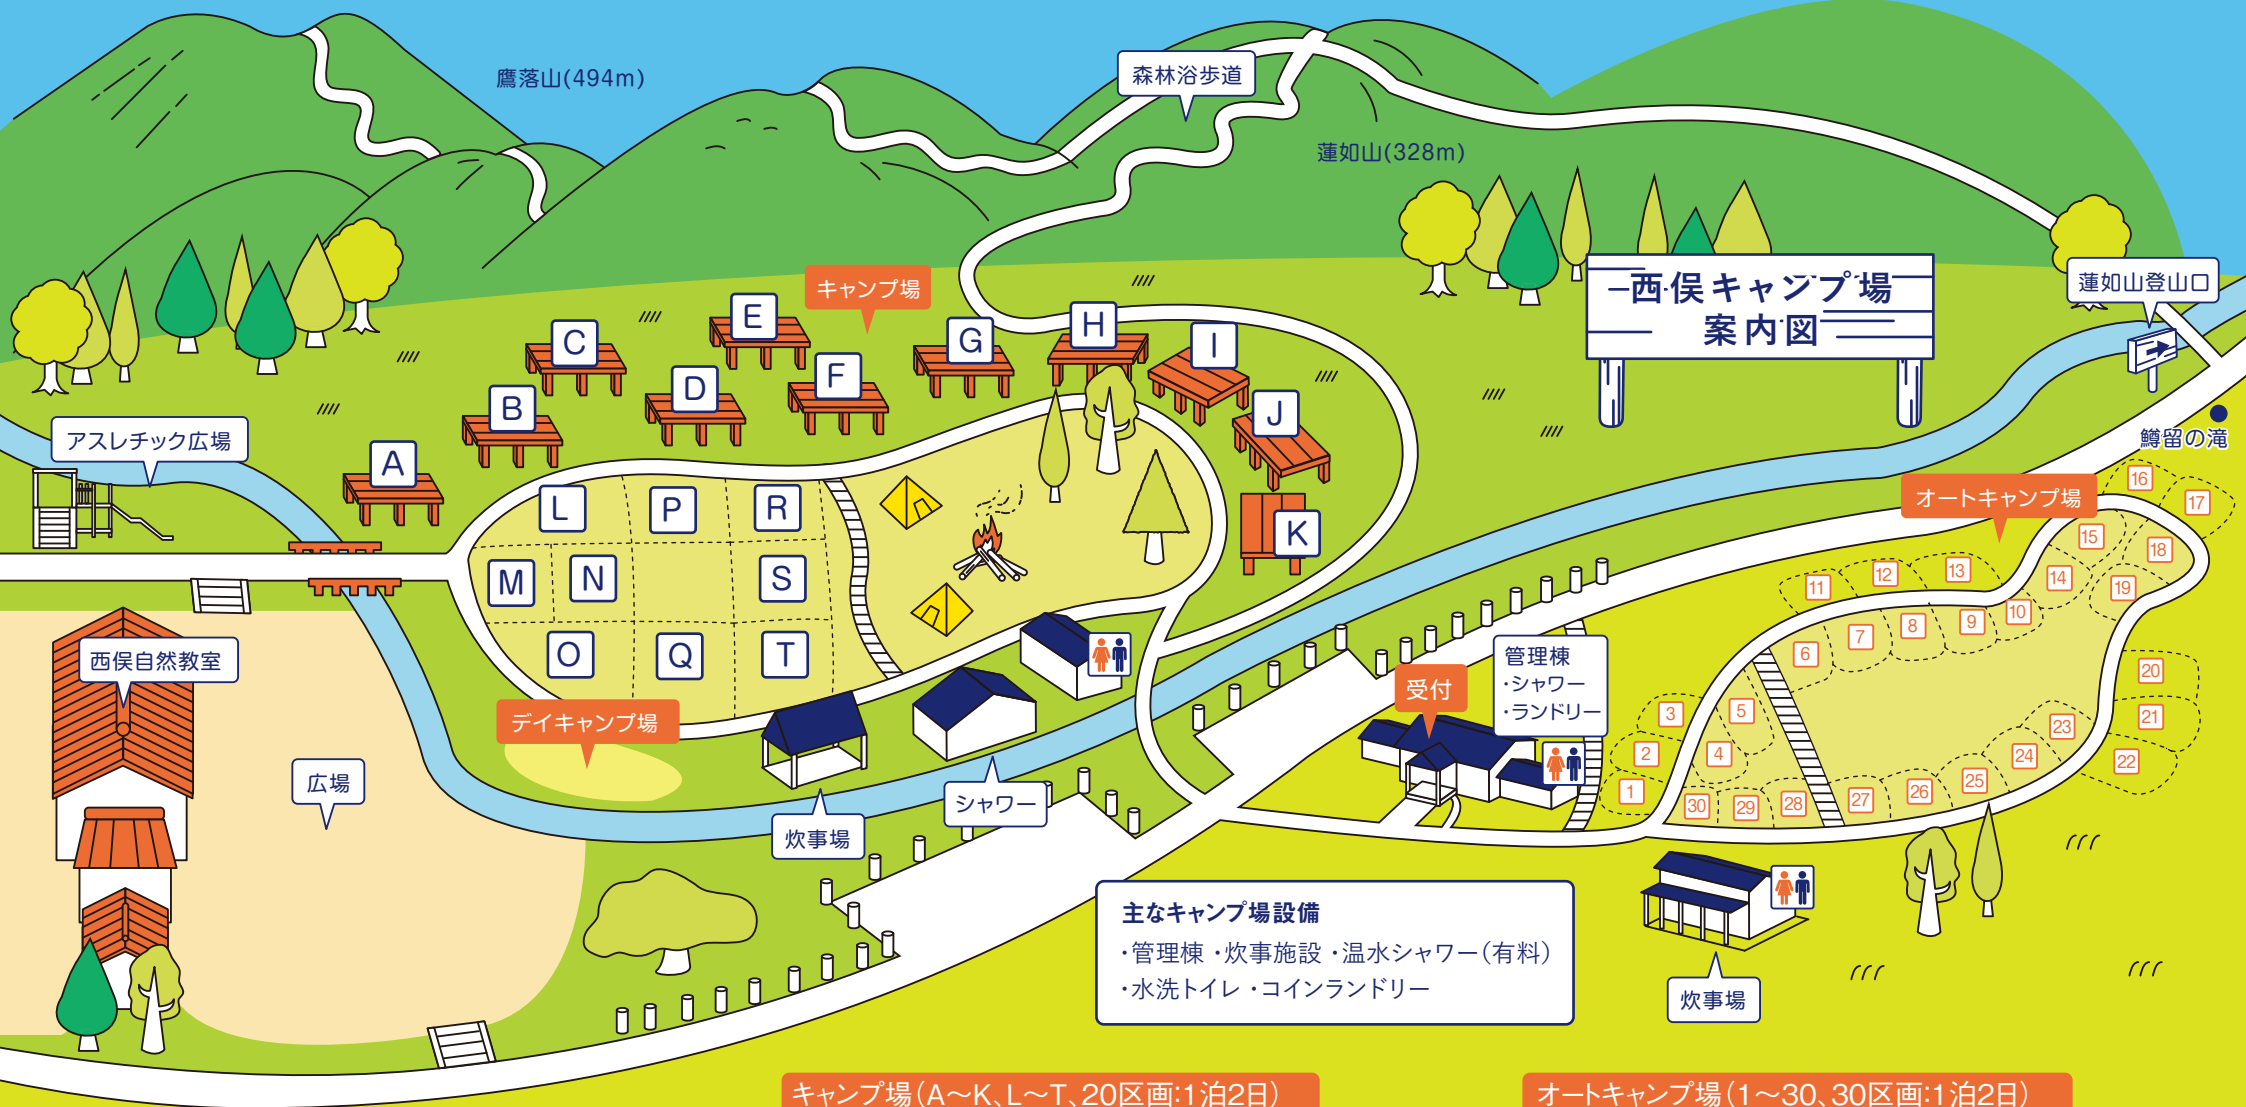 鷹落山(494m)
森林浴歩道
蓮如山(328m)
西俣キャンプ場
案内図
蓮如山登山口
キャンプ場
鱒留の滝
アスレチック広場
オートキャンプ場
A
B
C
D
E
F
G
H
I
J
K
L
P
R
M
N
S
O
Q
T
西俣自然教室
広場
デイキャンプ場
炊事場
シャワー
受付
管理棟
・シャワー
・ランドリー
1
2
3
4
5
6
7
8
9
10
11
12
13
14
15
16
17
18
19
20
21
22
23
24
25
26
27
28
29
30
主なキャンプ場設備
・管理棟 ・炊事施設 ・温水シャワー(有料)
・水洗トイレ ・コインランドリー
炊事場
キャンプ場(A〜K、L〜T、20区画:1泊2日)
オートキャンプ場(1〜30、30区画:1泊2日)